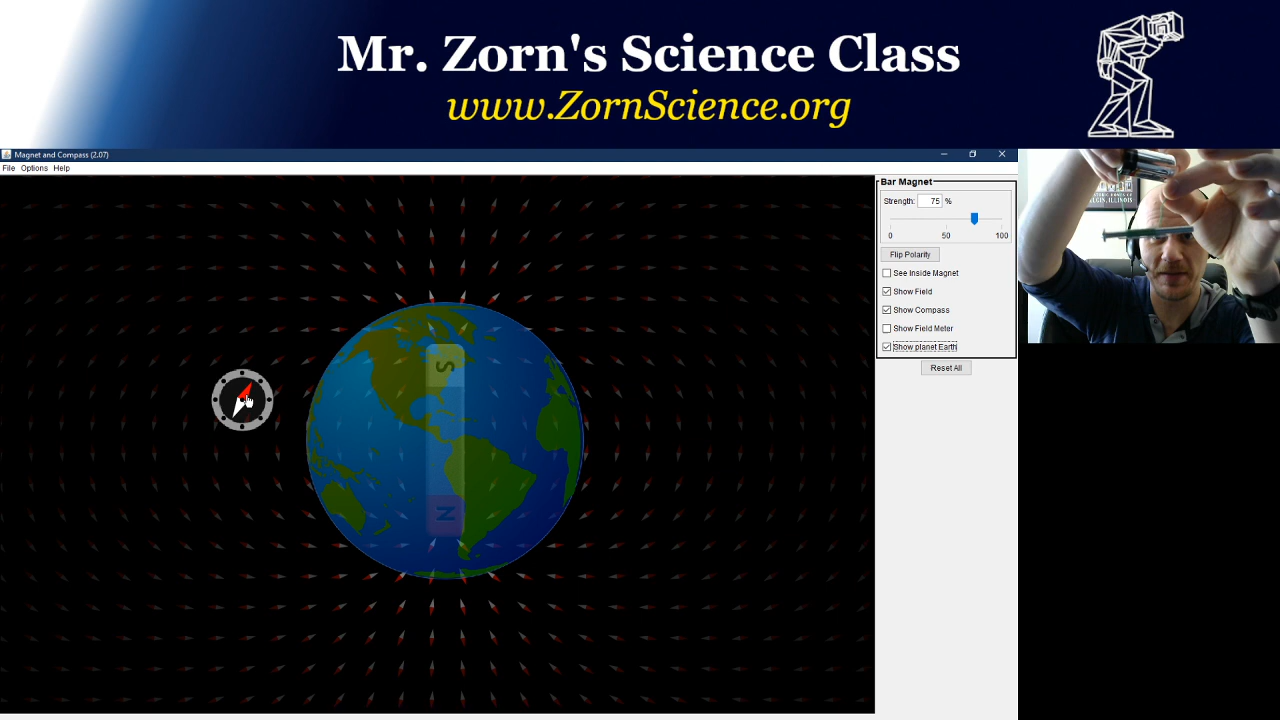 Mr. Zorn's Science Class
www.ZornScience.org
Magnet and Compass (2.07)
File Options Help
Bar Magnet
Strength: 75 %
0 50 100
Flip Polarity
See Inside Magnet
Show Field
Show Compass
Show Field Meter
Show planet Earth
Reset All
S
N
ELGIN, ILLINOIS